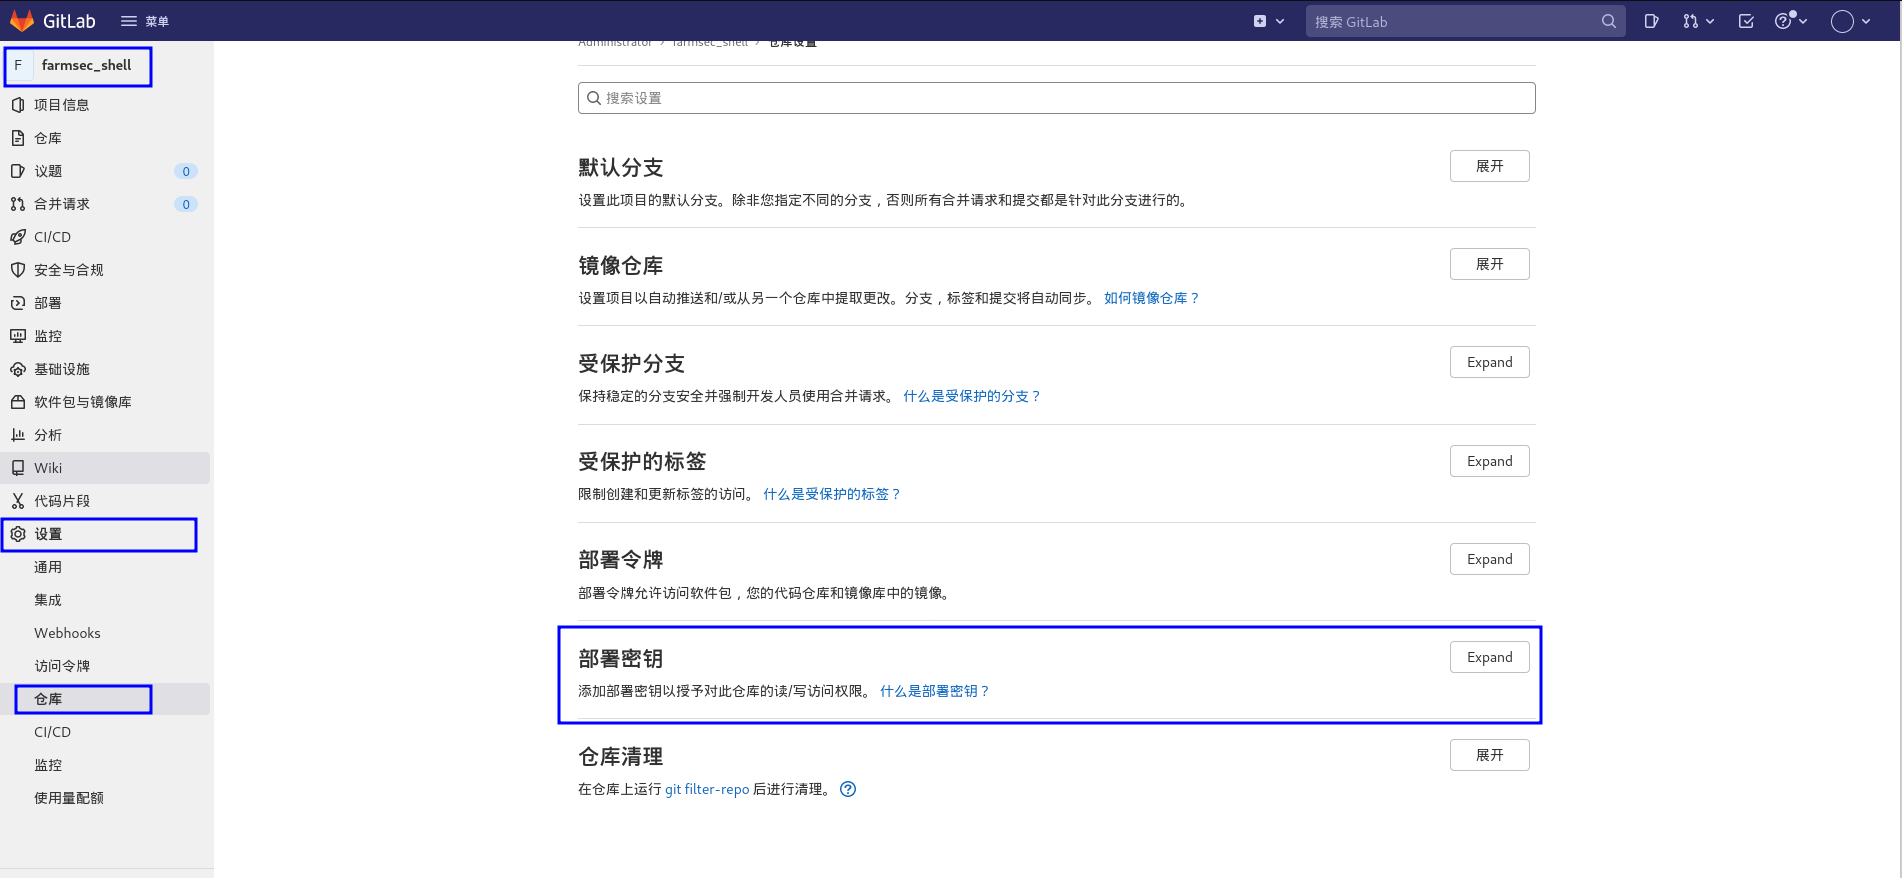 GitLab
菜单
搜索 GitLab
F farmsec_shell
项目信息
仓库
议题 0
合并请求 0
CI/CD
安全与合规
部署
监控
基础设施
软件包与镜像库
分析
Wiki
代码片段
设置
通用
集成
Webhooks
访问令牌
仓库
CI/CD
监控
使用量配额
Administrator › farmsec_shell › 仓库设置
搜索设置
默认分支
展开
设置此项目的默认分支。除非您指定不同的分支，否则所有合并请求和提交都是针对此分支进行的。
镜像仓库
展开
设置项目以自动推送和/或从另一个仓库中提取更改。分支，标签和提交将自动同步。 如何镜像仓库？
受保护分支
Expand
保持稳定的分支安全并强制开发人员使用合并请求。 什么是受保护的分支？
受保护的标签
Expand
限制创建和更新标签的访问。 什么是受保护的标签？
部署令牌
Expand
部署令牌允许访问软件包，您的代码仓库和镜像库中的镜像。
部署密钥
Expand
添加部署密钥以授予对此仓库的读/写访问权限。 什么是部署密钥？
仓库清理
展开
在仓库上运行 git filter-repo 后进行清理。